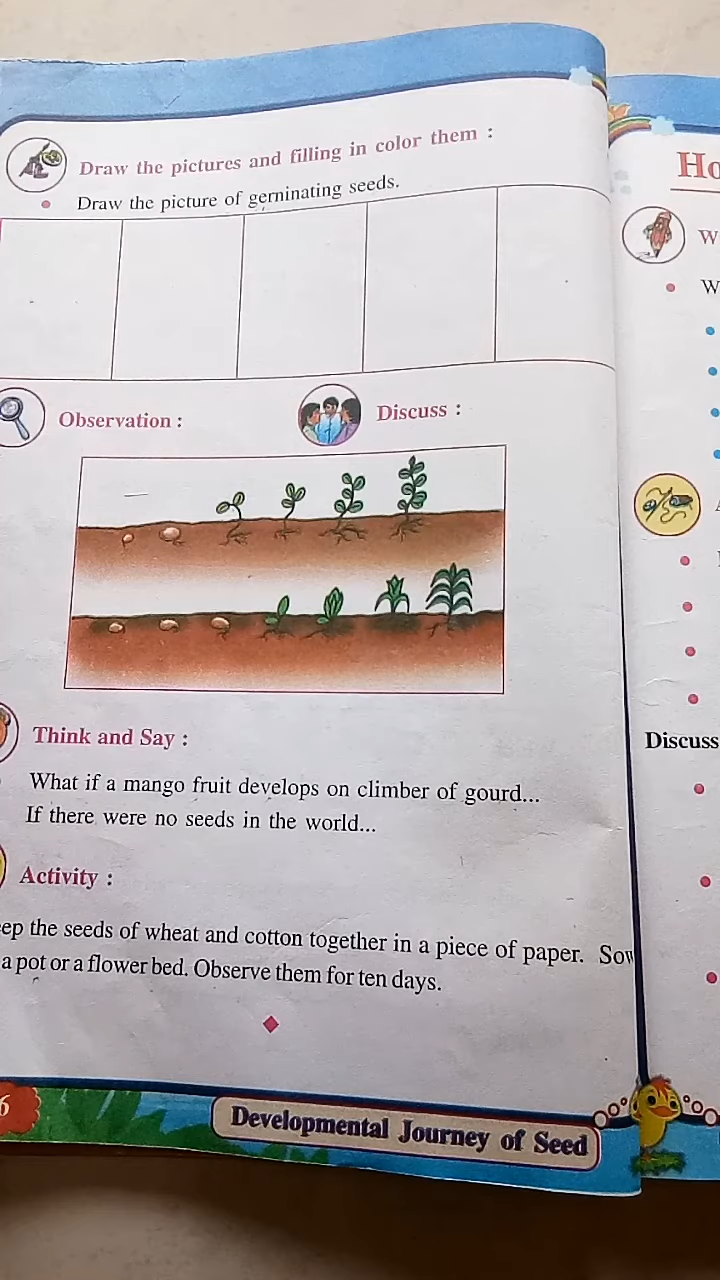 Draw the pictures and filling in color them :
Draw the picture of gerninating seeds.
Observation :
Discuss :
Think and Say :
What if a mango fruit develops on climber of gourd...
If there were no seeds in the world...
Activity :
ep the seeds of wheat and cotton together in a piece of paper. Sow
a pot or a flower bed. Observe them for ten days.
6
Developmental Journey of Seed
Ho
W
W
Discuss